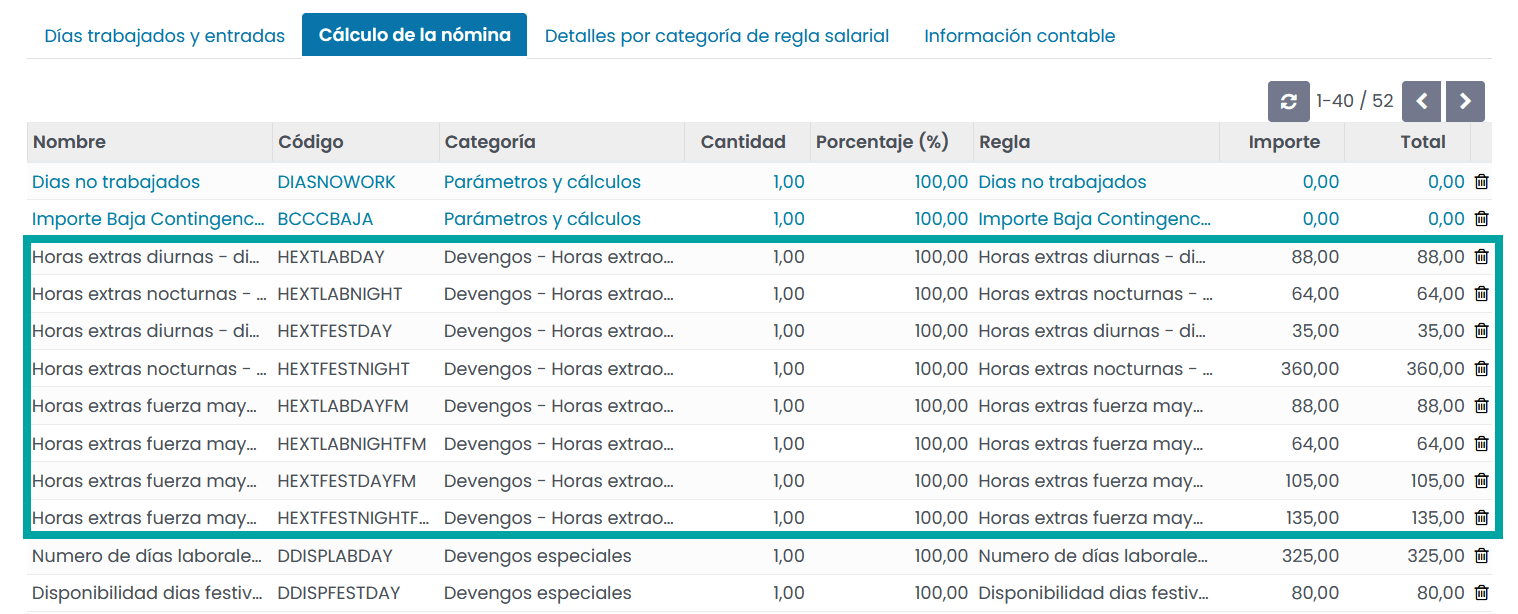 Días trabajados y entradas Cálculo de la nómina Detalles por categoría de regla salarial Información contable
1-40 / 52
Nombre Código Categoría Cantidad Porcentaje (%) Regla Importe Total
Dias no trabajados DIASNOWORK Parámetros y cálculos 1,00 100,00 Dias no trabajados 0,00 0,00
Importe Baja Contingenc... BCCCBAJA Parámetros y cálculos 1,00 100,00 Importe Baja Contingenc... 0,00 0,00
Horas extras diurnas - di... HEXTLABDAY Devengos - Horas extrao... 1,00 100,00 Horas extras diurnas - di... 88,00 88,00
Horas extras nocturnas - ... HEXTLABNIGHT Devengos - Horas extrao... 1,00 100,00 Horas extras nocturnas - ... 64,00 64,00
Horas extras diurnas - di... HEXTFESTDAY Devengos - Horas extrao... 1,00 100,00 Horas extras diurnas - di... 35,00 35,00
Horas extras nocturnas - ... HEXTFESTNIGHT Devengos - Horas extrao... 1,00 100,00 Horas extras nocturnas - ... 360,00 360,00
Horas extras fuerza may... HEXTLABDAYFM Devengos - Horas extrao... 1,00 100,00 Horas extras fuerza may... 88,00 88,00
Horas extras fuerza may... HEXTLABNIGHTFM Devengos - Horas extrao... 1,00 100,00 Horas extras fuerza may... 64,00 64,00
Horas extras fuerza may... HEXTFESTDAYFM Devengos - Horas extrao... 1,00 100,00 Horas extras fuerza may... 105,00 105,00
Horas extras fuerza may... HEXTFESTNIGHTF... Devengos - Horas extrao... 1,00 100,00 Horas extras fuerza may... 135,00 135,00
Numero de días laborale... DDISPLABDAY Devengos especiales 1,00 100,00 Numero de días laborale... 325,00 325,00
Disponibilidad dias festiv... DDISPFESTDAY Devengos especiales 1,00 100,00 Disponibilidad dias festiv... 80,00 80,00